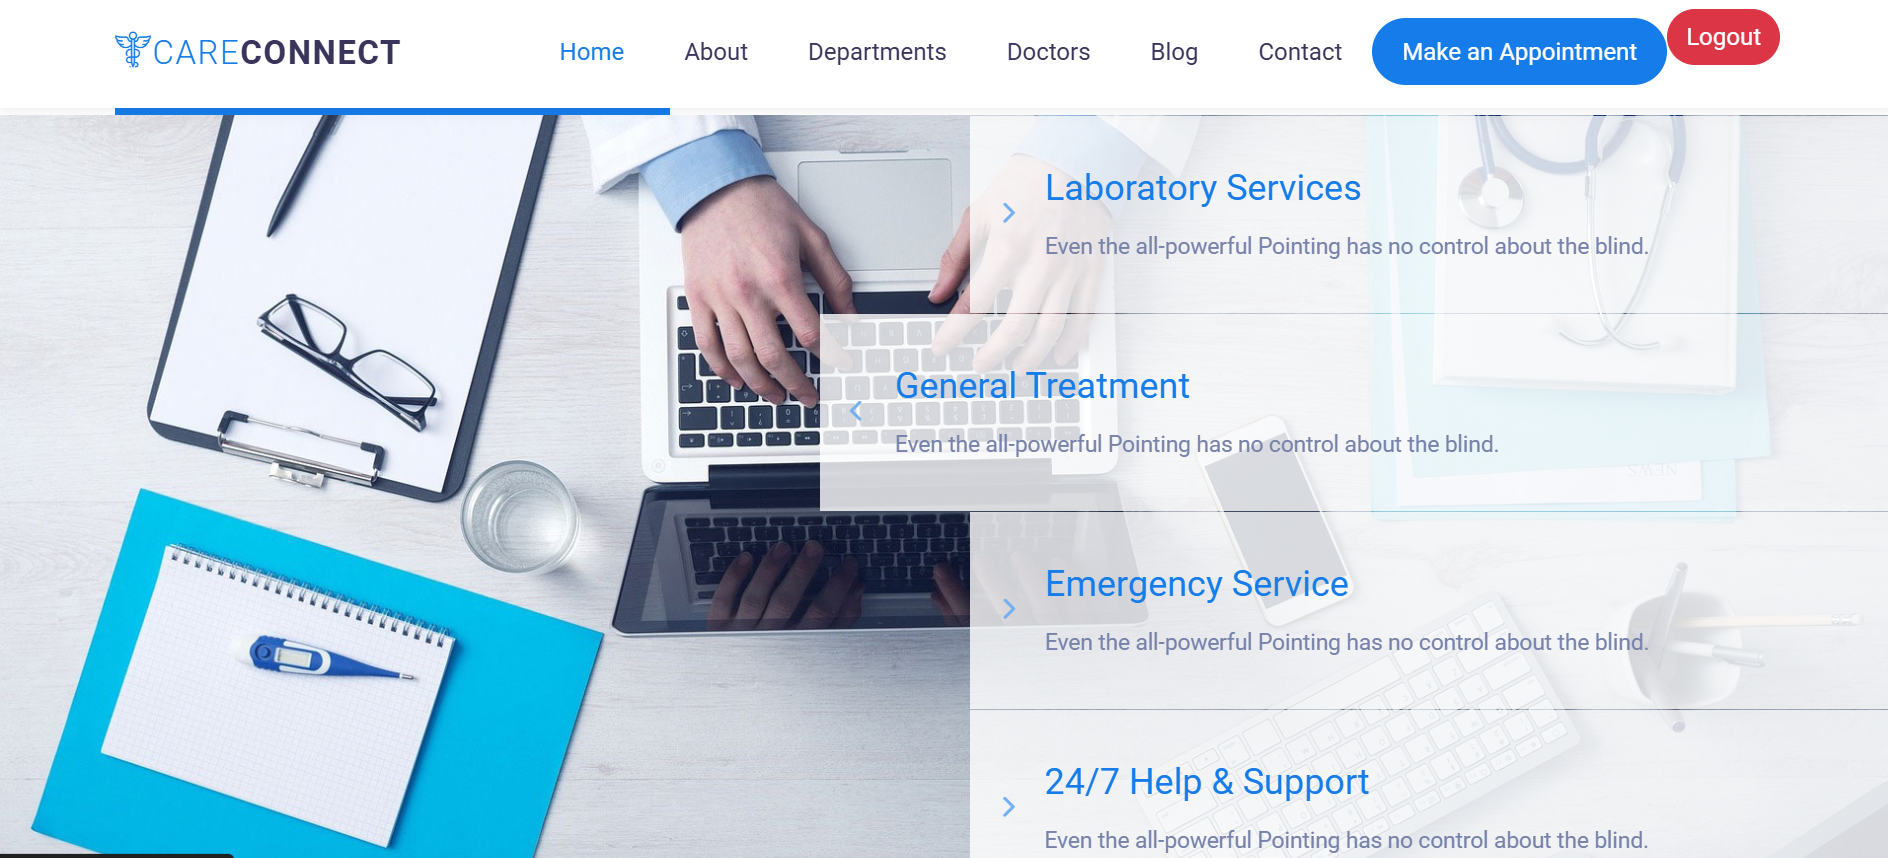 CARECONNECT
Home About Departments Doctors Blog Contact Make an Appointment Logout
Laboratory Services
Even the all-powerful Pointing has no control about the blind.
General Treatment
Even the all-powerful Pointing has no control about the blind.
Emergency Service
Even the all-powerful Pointing has no control about the blind.
24/7 Help & Support
Even the all-powerful Pointing has no control about the blind.